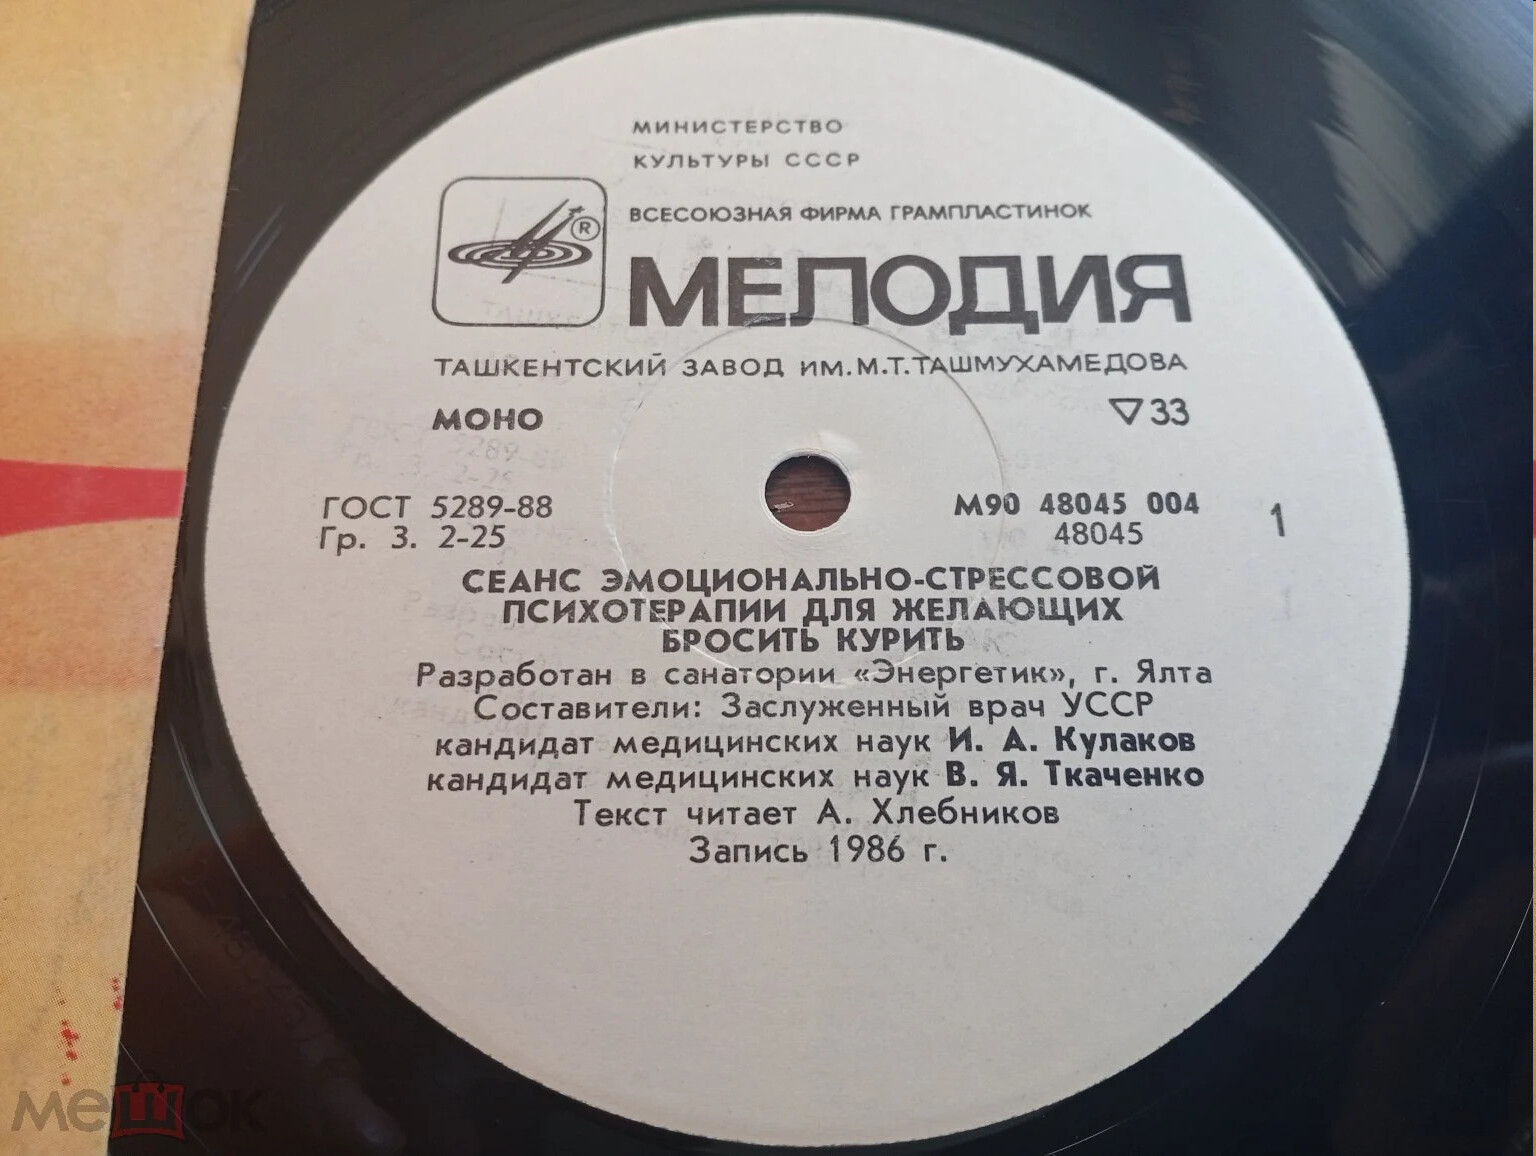 МИНИСТЕРСТВО
КУЛЬТУРЫ СССР
ВСЕСОЮЗНАЯ ФИРМА ГРАМПЛАСТИНОК
®
МЕЛОДИЯ
ТАШКЕНТСКИЙ ЗАВОД ИМ.М.Т.ТАШМУХАМЕДОВА
МОНО ▽33
ГОСТ 5289-88 М90 48045 004 1
Гр. 3. 2-25 48045
СЕАНС ЭМОЦИОНАЛЬНО-СТРЕССОВОЙ
ПСИХОТЕРАПИИ ДЛЯ ЖЕЛАЮЩИХ
БРОСИТЬ КУРИТЬ
Разработан в санатории «Энергетик», г. Ялта
Составители: Заслуженный врач УССР
кандидат медицинских наук И. А. Кулаков
кандидат медицинских наук В. Я. Ткаченко
Текст читает А. Хлебников
Запись 1986 г.
мешок